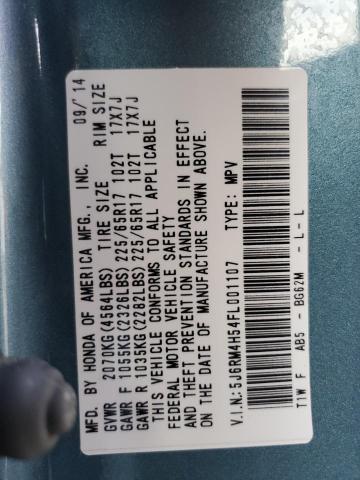 MFD. BY HONDA OF AMERICA MFG., INC. 09/'14
GVWR 2070KG(4564LBS) TIRE SIZE RIM SIZE
GAWR F 1055KG(2326LBS) 225/65R17 102T 17X7J
GAWR R 1035KG(2282LBS) 225/65R17 102T 17X7J
THIS VEHICLE CONFORMS TO ALL APPLICABLE
FEDERAL MOTOR VEHICLE SAFETY
AND THEFT PREVENTION STANDARDS IN EFFECT
ON THE DATE OF MANUFACTURE SHOWN ABOVE.
V.I.N.: 5J6RM4H54FL001107 TYPE: MPV
T1W F AB5 - BG62M - L - L